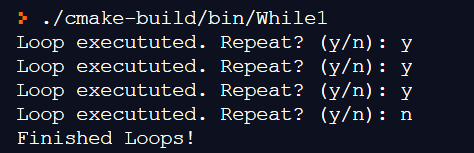 > ./cmake-build/bin/While1
Loop execututed. Repeat? (y/n): y
Loop execututed. Repeat? (y/n): y
Loop execututed. Repeat? (y/n): y
Loop execututed. Repeat? (y/n): n
Finished Loops!